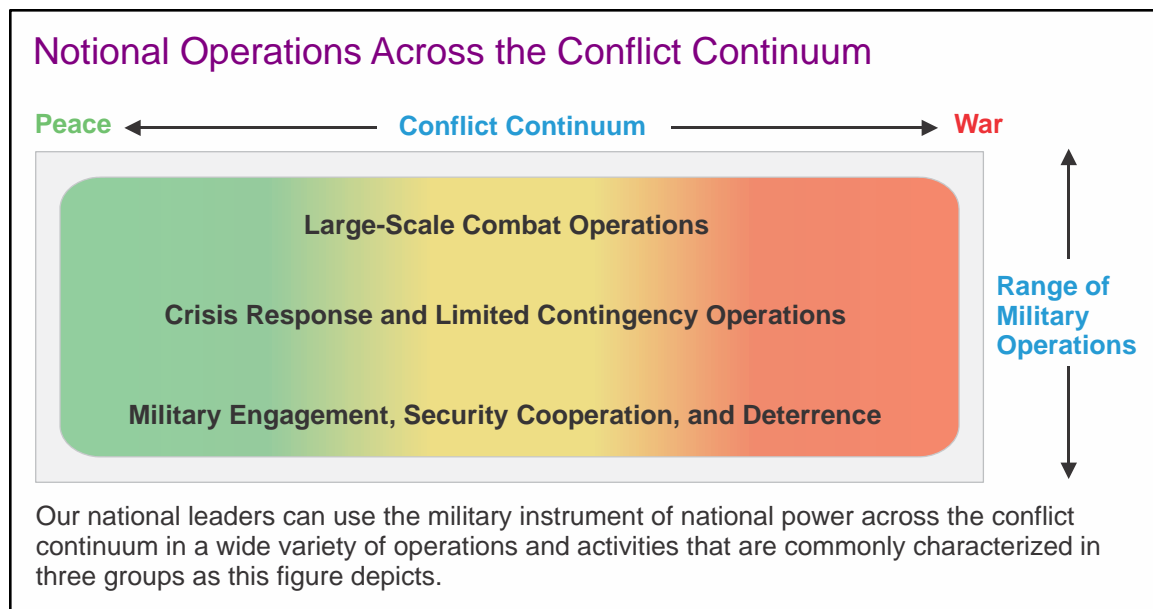 Notional Operations Across the Conflict Continuum
Peace
Conflict Continuum
War
Large-Scale Combat Operations
Crisis Response and Limited Contingency Operations
Military Engagement, Security Cooperation, and Deterrence
Range of
Military
Operations
Our national leaders can use the military instrument of national power across the conflict
continuum in a wide variety of operations and activities that are commonly characterized in
three groups as this figure depicts.